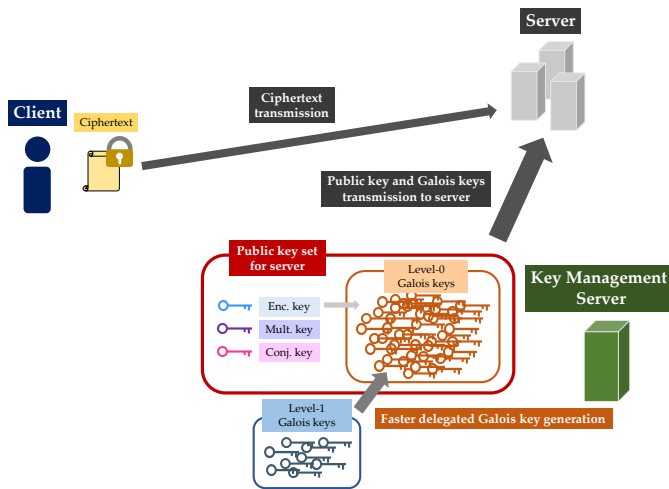 Server
Client
Ciphertext
Ciphertext
transmission
Public key and Galois keys
transmission to server
Public key set
for server
Level-0
Galois keys
Enc. key
Mult. key
Conj. key
Key Management
Server
Level-1
Galois keys
Faster delegated Galois key generation